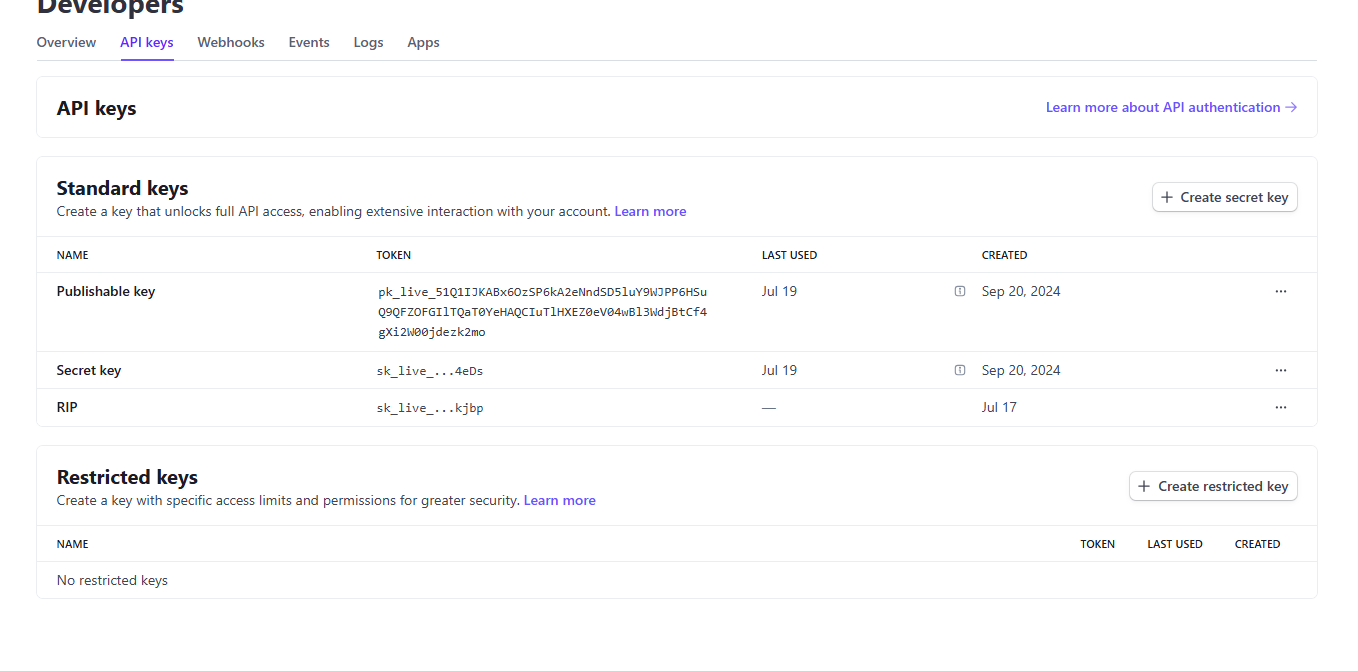 Developers
Overview API keys Webhooks Events Logs Apps
API keys
Learn more about API authentication →
Standard keys
Create a key that unlocks full API access, enabling extensive interaction with your account. Learn more
+ Create secret key
NAME TOKEN LAST USED CREATED
Publishable key pk_live_51Q1IJKABx6OzSP6kA2eNndSD5luY9WJPP6HSu Jul 19 Sep 20, 2024 ...
Q9QFZOFGIlTQaT0YeHAQCIuTlHXEZ0eV04wBl3WdjBtCf4
gXi2W00jdezk2mo
Secret key sk_live_...4eDs Jul 19 Sep 20, 2024 ...
RIP sk_live_...kjbp — Jul 17 ...
Restricted keys
Create a key with specific access limits and permissions for greater security. Learn more
+ Create restricted key
NAME TOKEN LAST USED CREATED
No restricted keys